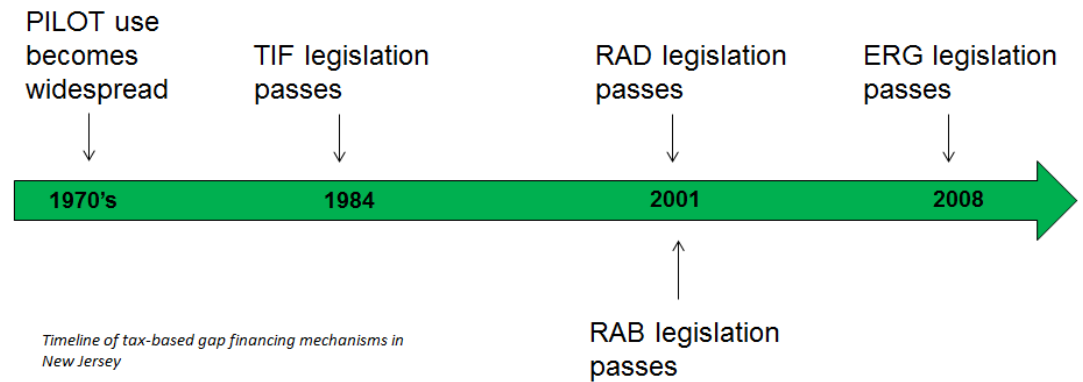 PILOT use
becomes
widespread
TIF legislation
passes
RAD legislation
passes
ERG legislation
passes
1970's
1984
2001
2008
RAB legislation
passes
Timeline of tax-based gap financing mechanisms in
New Jersey